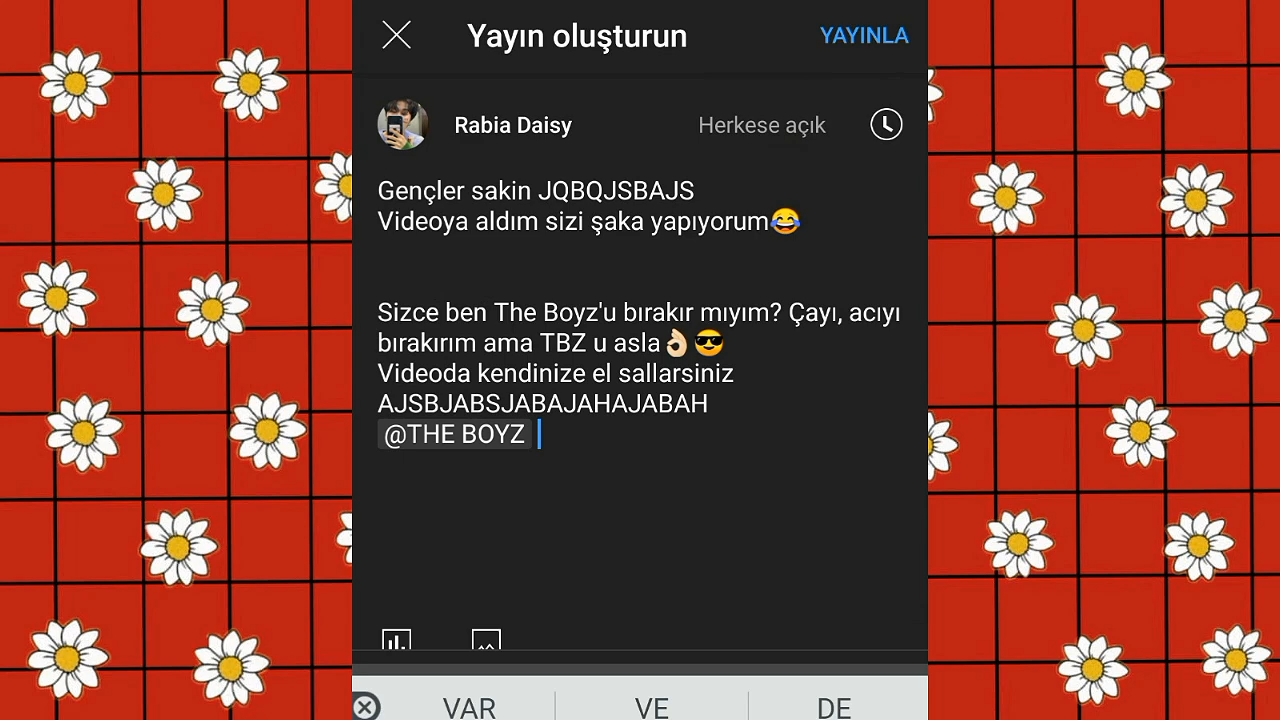 Yayın oluşturun
YAYINLA
Rabia Daisy
Herkese açık
Gençler sakin JQBQJSBAJS
Videoya aldım sizi şaka yapıyorum😂
Sizce ben The Boyz'u bırakır mıyım? Çayı, acıyı
bırakırım ama TBZ u asla👌🏻😎
Videoda kendinize el sallarsiniz
AJSBJABSJABAJAHAJABAH
@THE BOYZ
VAR
VE
DE